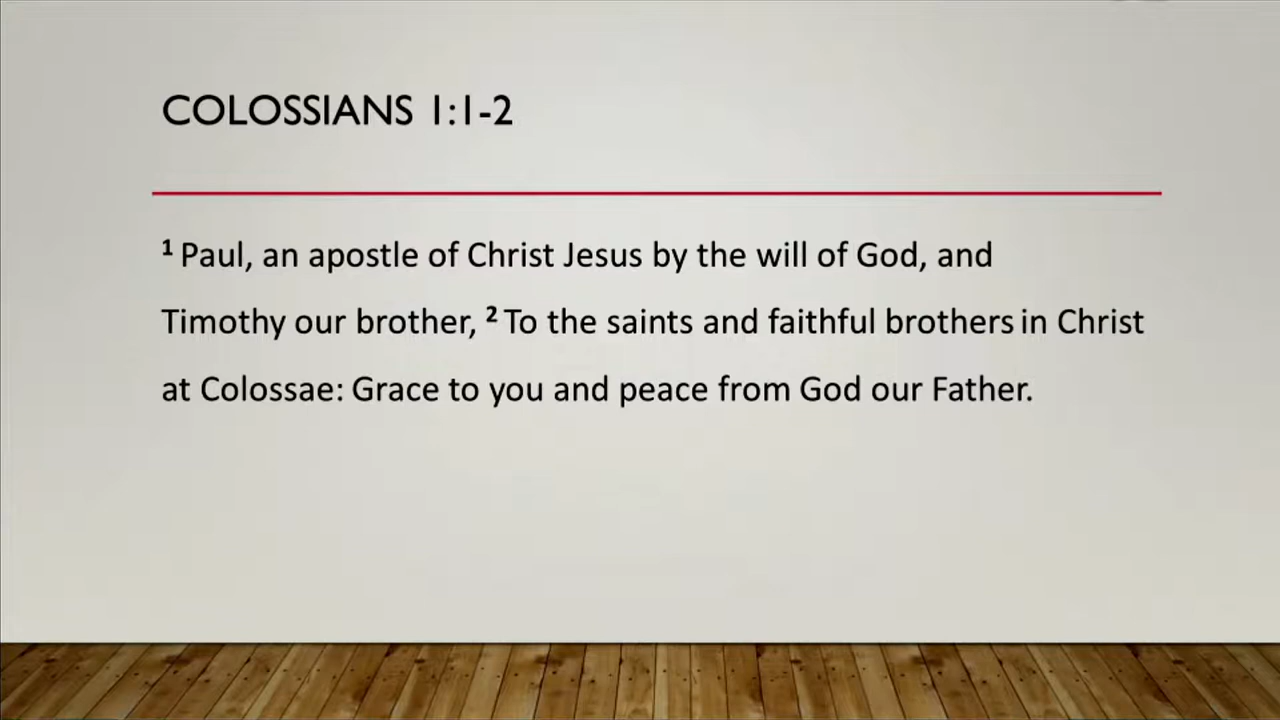 COLOSSIANS 1:1-2
¹ Paul, an apostle of Christ Jesus by the will of God, and
Timothy our brother, ² To the saints and faithful brothers in Christ
at Colossae: Grace to you and peace from God our Father.